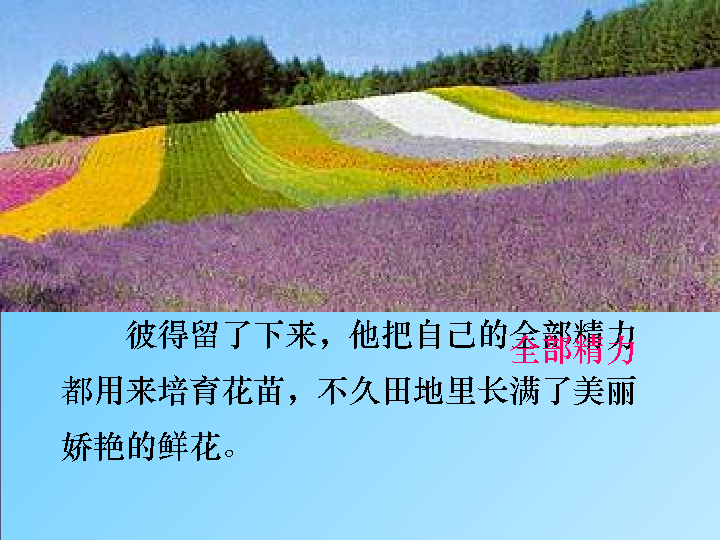 彼得留了下来，他把自己的全部精力
全部精力
都用来培育花苗，不久田地里长满了美丽
娇艳的鲜花。